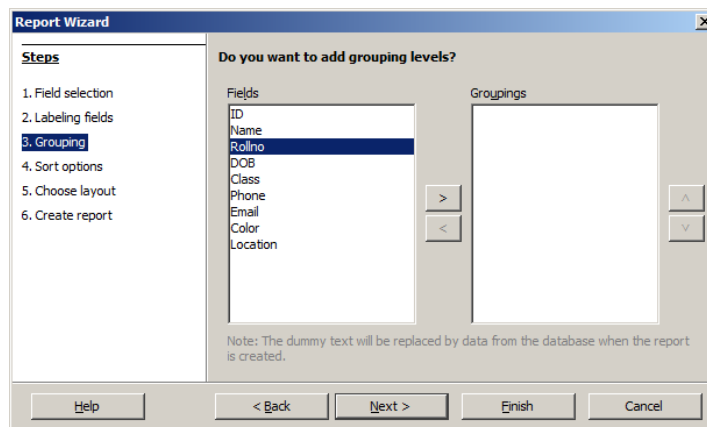 Report Wizard
Steps
1. Field selection
2. Labeling fields
3. Grouping
4. Sort options
5. Choose layout
6. Create report
Do you want to add grouping levels?
Fields
ID
Name
Rollno
DOB
Class
Phone
Email
Color
Location
>
<
Groupings
^
v
Note: The dummy text will be replaced by data from the database when the report
is created.
Help
< Back
Next >
Finish
Cancel